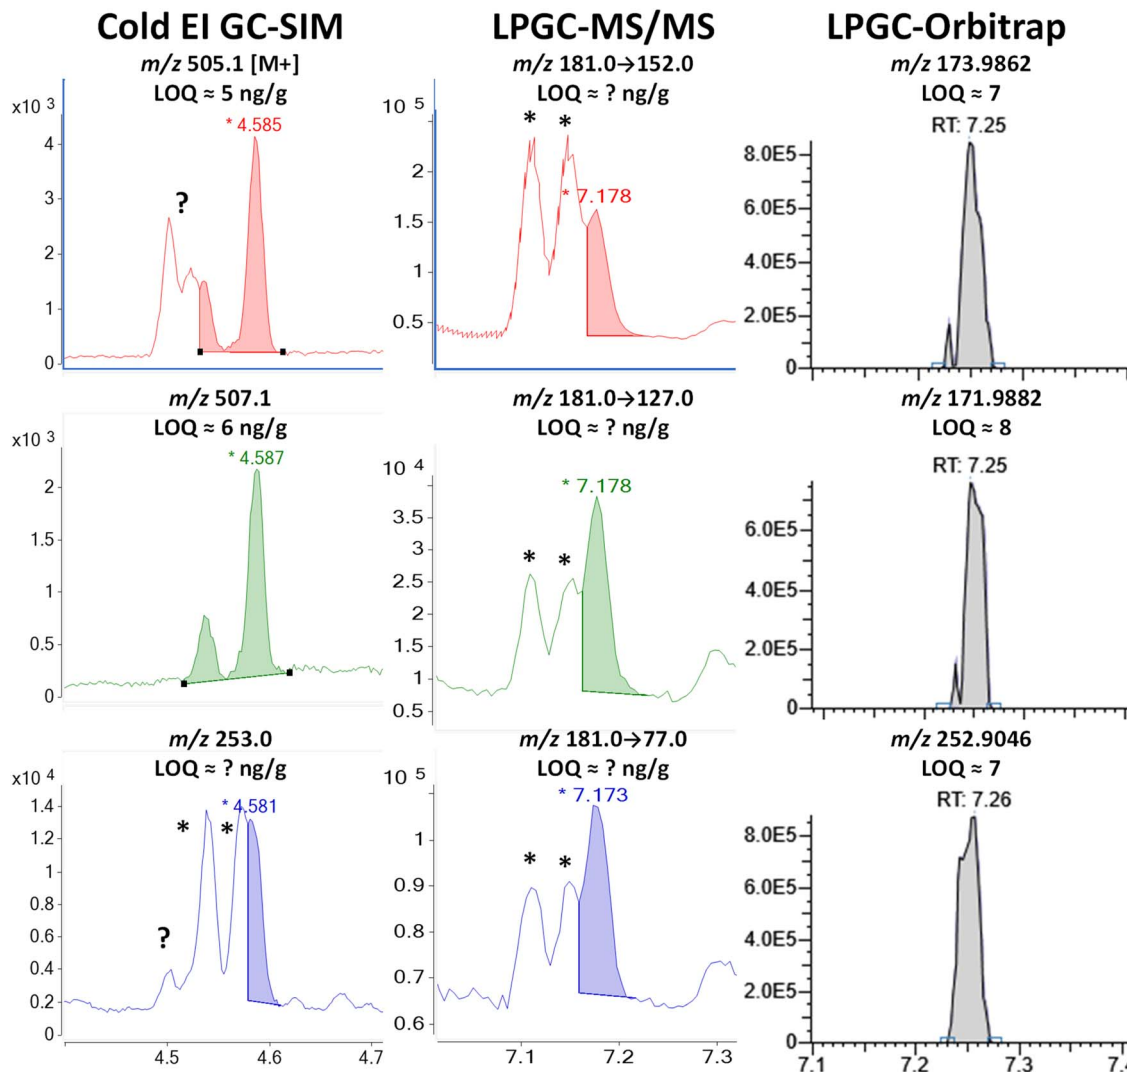 Cold EI GC-SIM
m/z 505.1 [M+]
LOQ ≈ 5 ng/g
x10 3
* 4.585
4
?
3
2
1
0
m/z 507.1
LOQ ≈ 6 ng/g
x10 3
* 4.587
2
1.5
1
0.5
0
m/z 253.0
LOQ ≈ ? ng/g
x10 4
* 4.581
1.4
* *
1.2
1
0.8
?
0.6
0.4
0.2
0
4.5 4.6 4.7
LPGC-MS/MS
m/z 181.0→152.0
LOQ ≈ ? ng/g
10 5
* *
2
* 7.178
1.5
1
0.5
m/z 181.0→127.0
LOQ ≈ ? ng/g
10 4
* 7.178
3.5
3
* *
2.5
2
1.5
1
0.5
m/z 181.0→77.0
LOQ ≈ ? ng/g
10 5
* 7.173
1
* *
0.9
0.8
0.7
0.6
7.1 7.2 7.3
LPGC-Orbitrap
m/z 173.9862
LOQ ≈ 7
RT: 7.25
8.0E5
6.0E5
4.0E5
2.0E5
0
m/z 171.9882
LOQ ≈ 8
RT: 7.25
6.0E5
4.0E5
2.0E5
0
m/z 252.9046
LOQ ≈ 7
RT: 7.26
8.0E5
6.0E5
4.0E5
2.0E5
0
7.1 7.2 7.3